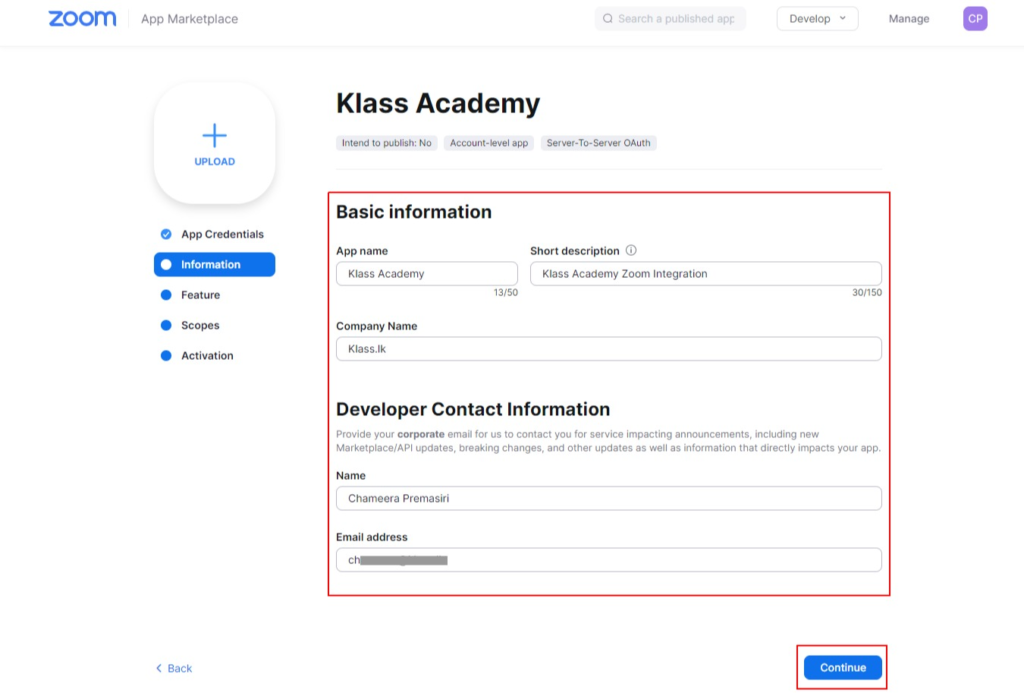 zoom App Marketplace Search a published app Develop Manage CP
UPLOAD
App Credentials
Information
Feature
Scopes
Activation
Klass Academy
Intend to publish: No Account-level app Server-To-Server OAuth
Basic information
App name Short description
Klass Academy Klass Academy Zoom Integration
13/50 30/150
Company Name
Klass.lk
Developer Contact Information
Provide your corporate email for us to contact you for service impacting announcements, including new
Marketplace/API updates, breaking changes, and other updates as well as information that directly impacts your app.
Name
Chameera Premasiri
Email address
ch
Back Continue